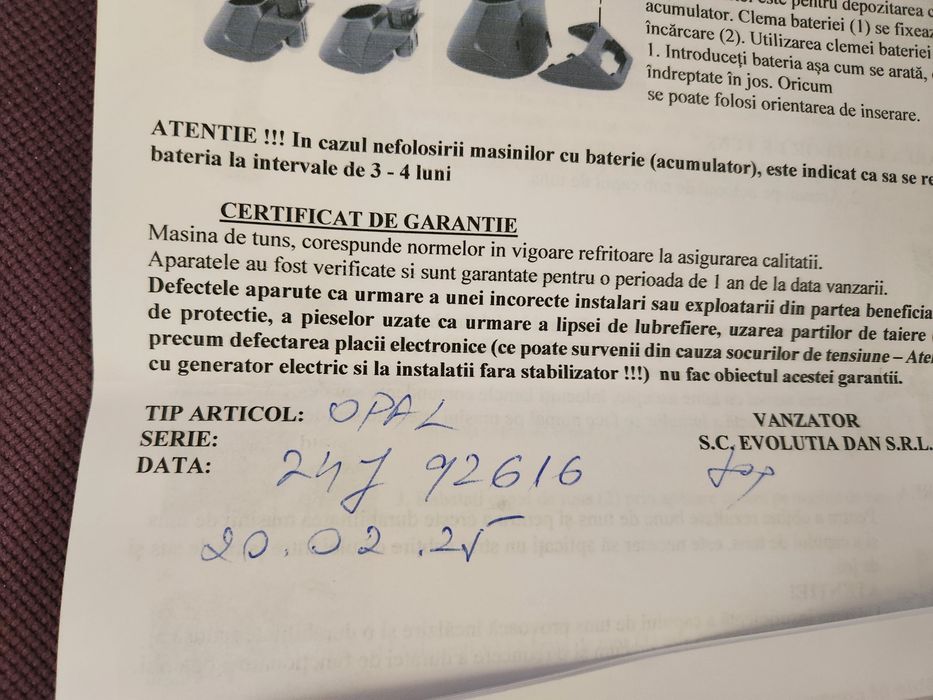 pentru depozitarea
acumulator. Clema bateriei (1) se fixeaz
încărcare (2). Utilizarea clemei bateriei
1. Introduceți bateria așa cum se arată,
îndreptate în jos. Oricum
se poate folosi orientarea de inserare.
ATENTIE !!! In cazul nefolosirii masinilor cu baterie (acumulator), este indicat ca sa se re
bateria la intervale de 3 - 4 luni
CERTIFICAT DE GARANTIE
Masina de tuns, corespunde normelor in vigoare refritoare la asigurarea calitatii.
Aparatele au fost verificate si sunt garantate pentru o perioada de 1 an de la data vanzarii.
Defectele aparute ca urmare a unei incorecte instalari sau exploatarii din partea beneficia
de protectie, a pieselor uzate ca urmare a lipsei de lubrefiere, uzarea partilor de taiere
precum defectarea placii electronice (ce poate survenii din cauza socurilor de tensiune – Ate
cu generator electric si la instalatii fara stabilizator !!!) nu fac obiectul acestei garantii.
TIP ARTICOL: OPAL
VANZATOR
SERIE:
S.C. EVOLUTIA DAN S.R.L.
DATA: 24J 92616
20.02.25